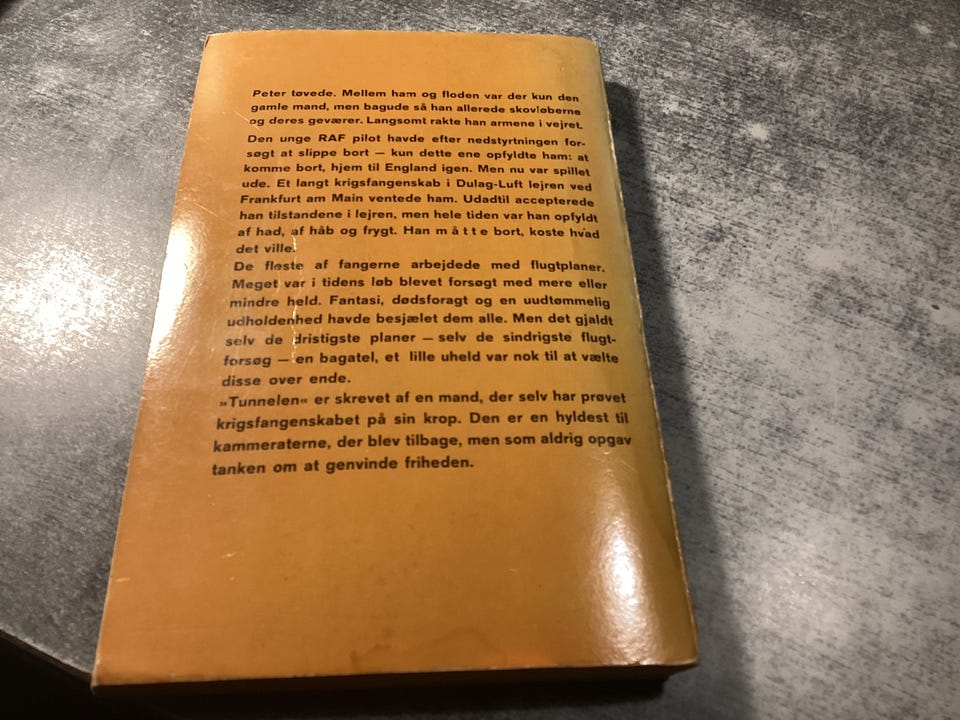 Peter tøvede. Mellem ham og floden var der kun den
gamle mand, men bagude så han allerede skovløberne
og deres geværer. Langsomt rakte han armene i vejret.
Den unge RAF pilot havde efter nedstyrtningen for-
søgt at slippe bort — kun dette ene opfyldte ham: at
komme bort, hjem til England igen. Men nu var spillet
ude. Et langt krigsfangenskab i Dulag-Luft lejren ved
Frankfurt am Main ventede ham. Udadtil accepterede
han tilstandene i lejren, men hele tiden var han opfyldt
af had, af håb og frygt. Han m å t t e bort, koste hvad
det ville.
De fleste af fangerne arbejdede med flugtplaner.
Meget var i tidens løb blevet forsøgt med mere eller
mindre held. Fantasi, dødsforagt og en uudtømmelig
udholdenhed havde besjælet dem alle. Men det gjaldt
selv de dristigste planer — selv de sindrigste flugt-
forsøg — en bagatel, et lille uheld var nok til at vælte
disse over ende.
»Tunnelen« er skrevet af en mand, der selv har prøvet
krigsfangenskabet på sin krop. Den er en hyldest til
kammeraterne, der blev tilbage, men som aldrig opgav
tanken om at genvinde friheden.